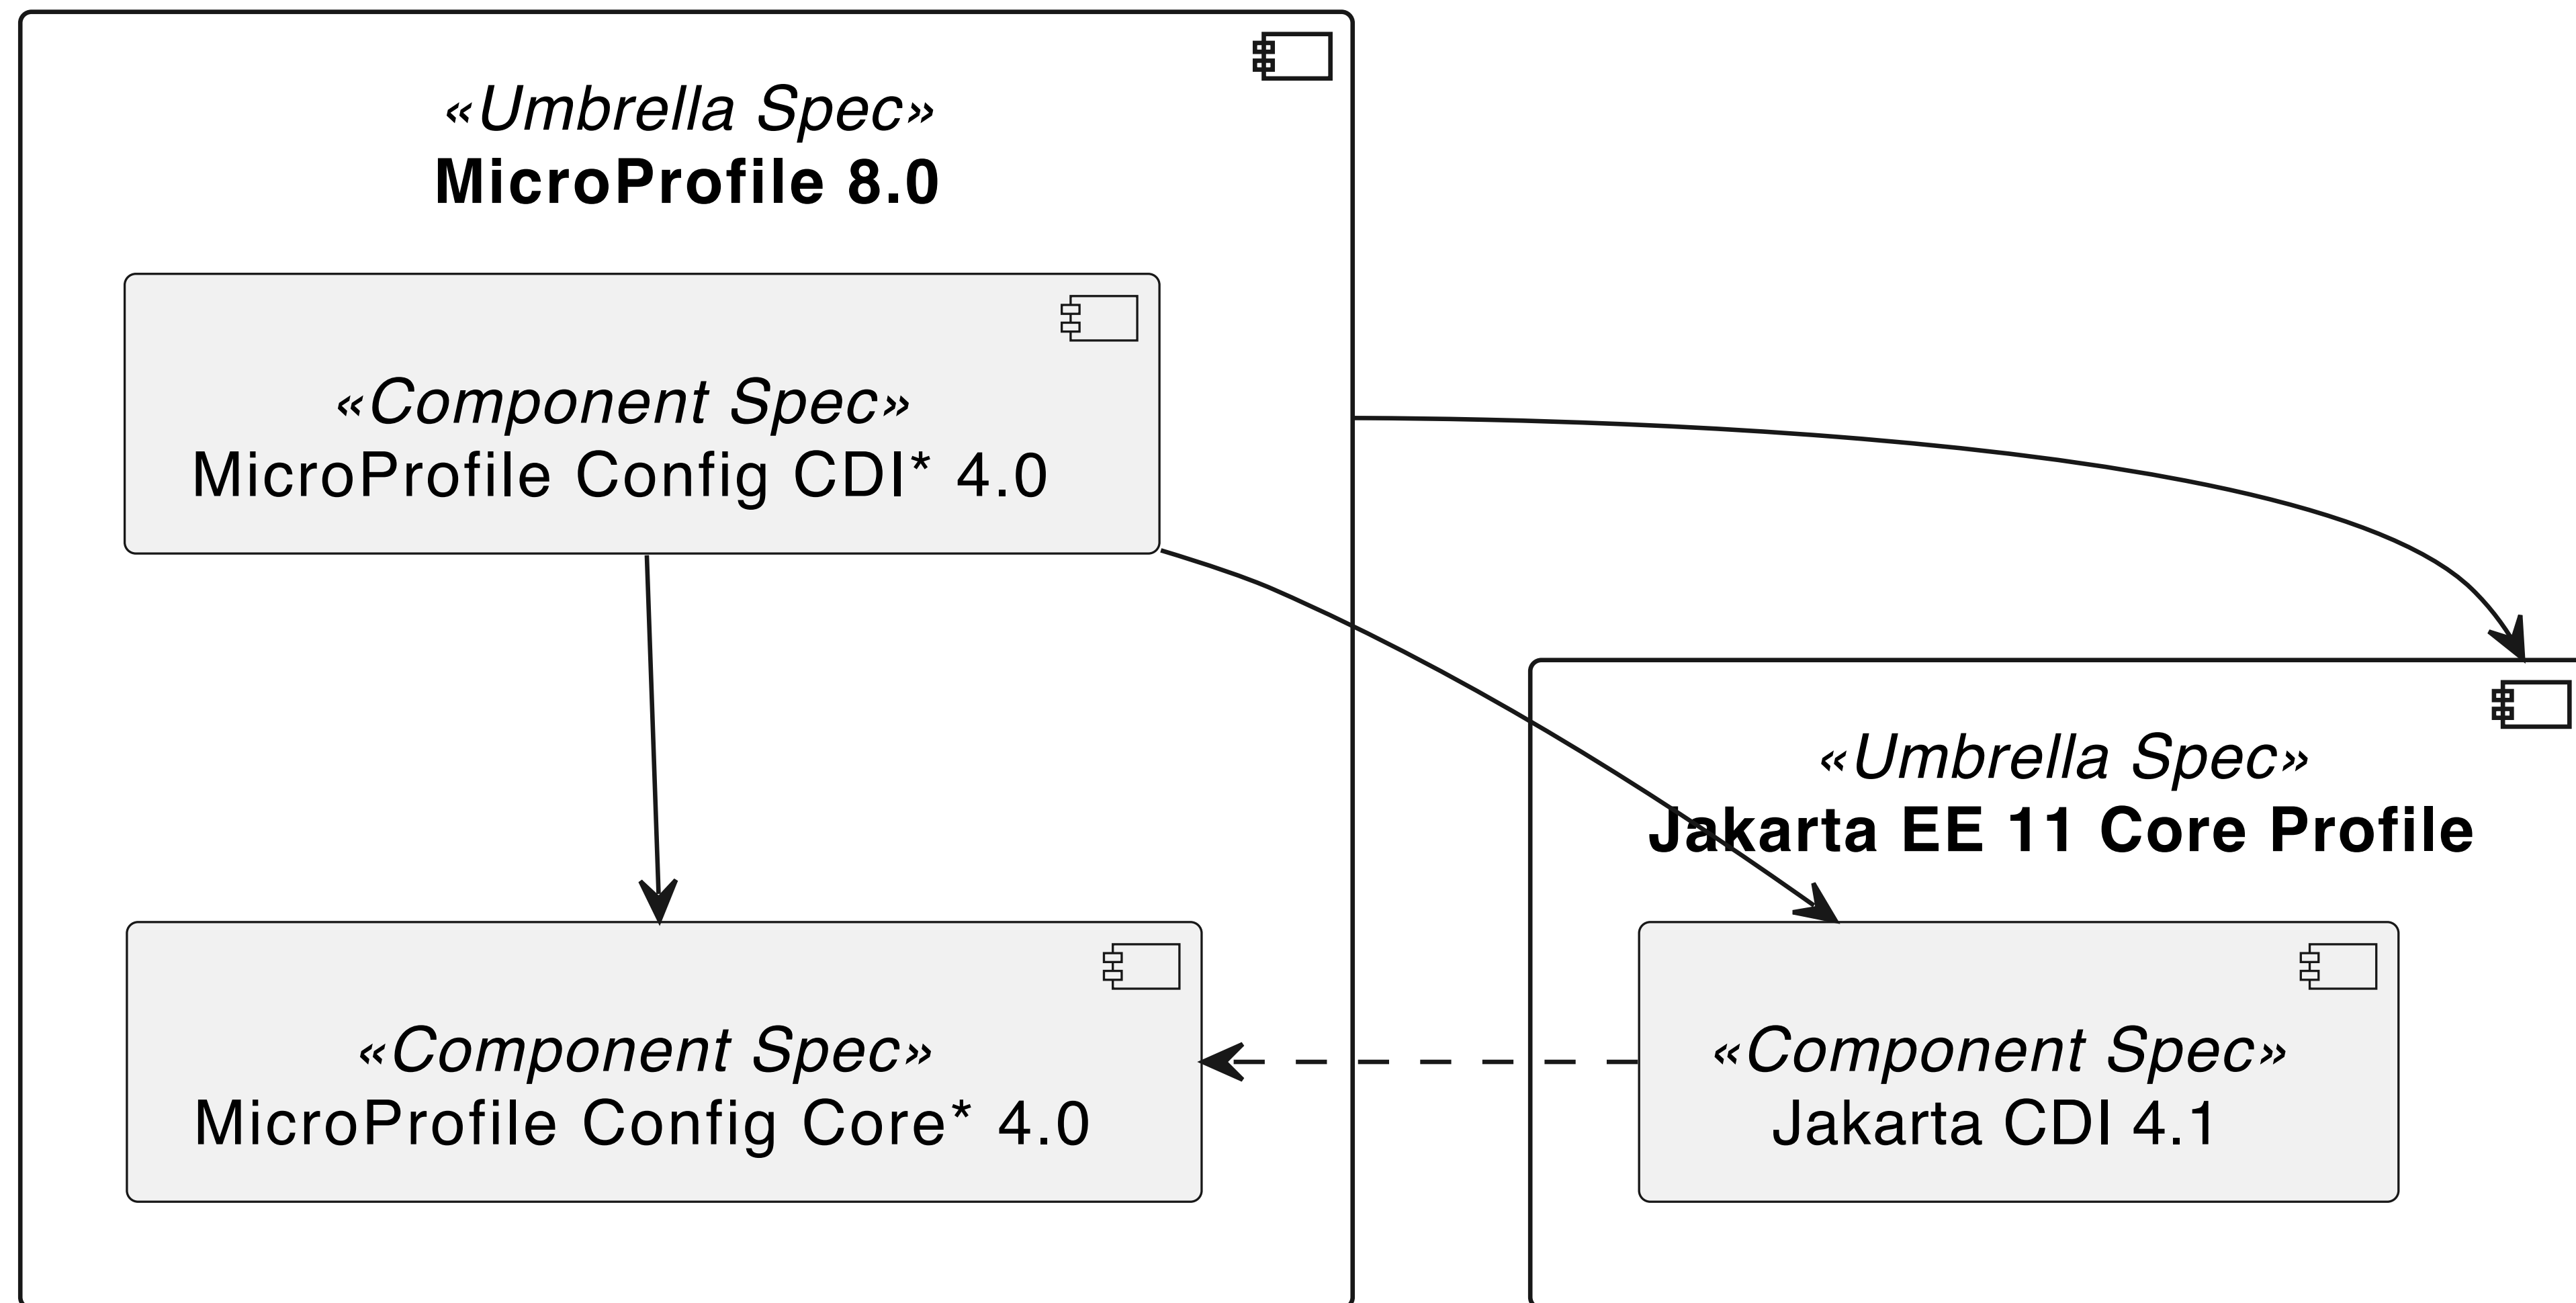 «Umbrella Spec»
MicroProfile 8.0
«Component Spec»
MicroProfile Config CDI* 4.0
«Component Spec»
MicroProfile Config Core* 4.0
«Umbrella Spec»
Jakarta EE 11 Core Profile
«Component Spec»
Jakarta CDI 4.1